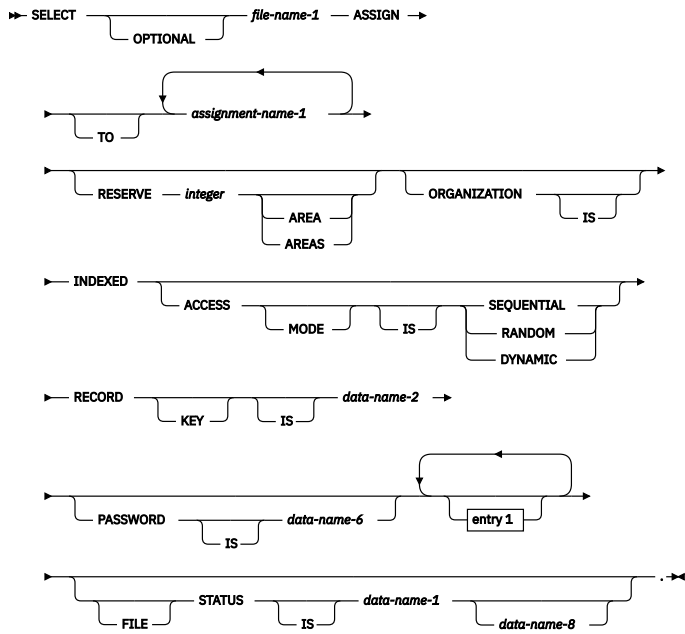 SELECT file-name-1 ASSIGN
OPTIONAL
assignment-name-1
TO
RESERVE integer ORGANIZATION
AREA IS
AREAS
INDEXED
ACCESS SEQUENTIAL
MODE IS RANDOM
DYNAMIC
RECORD data-name-2
KEY IS
PASSWORD data-name-6 entry 1
IS
STATUS data-name-1 .
FILE IS data-name-8